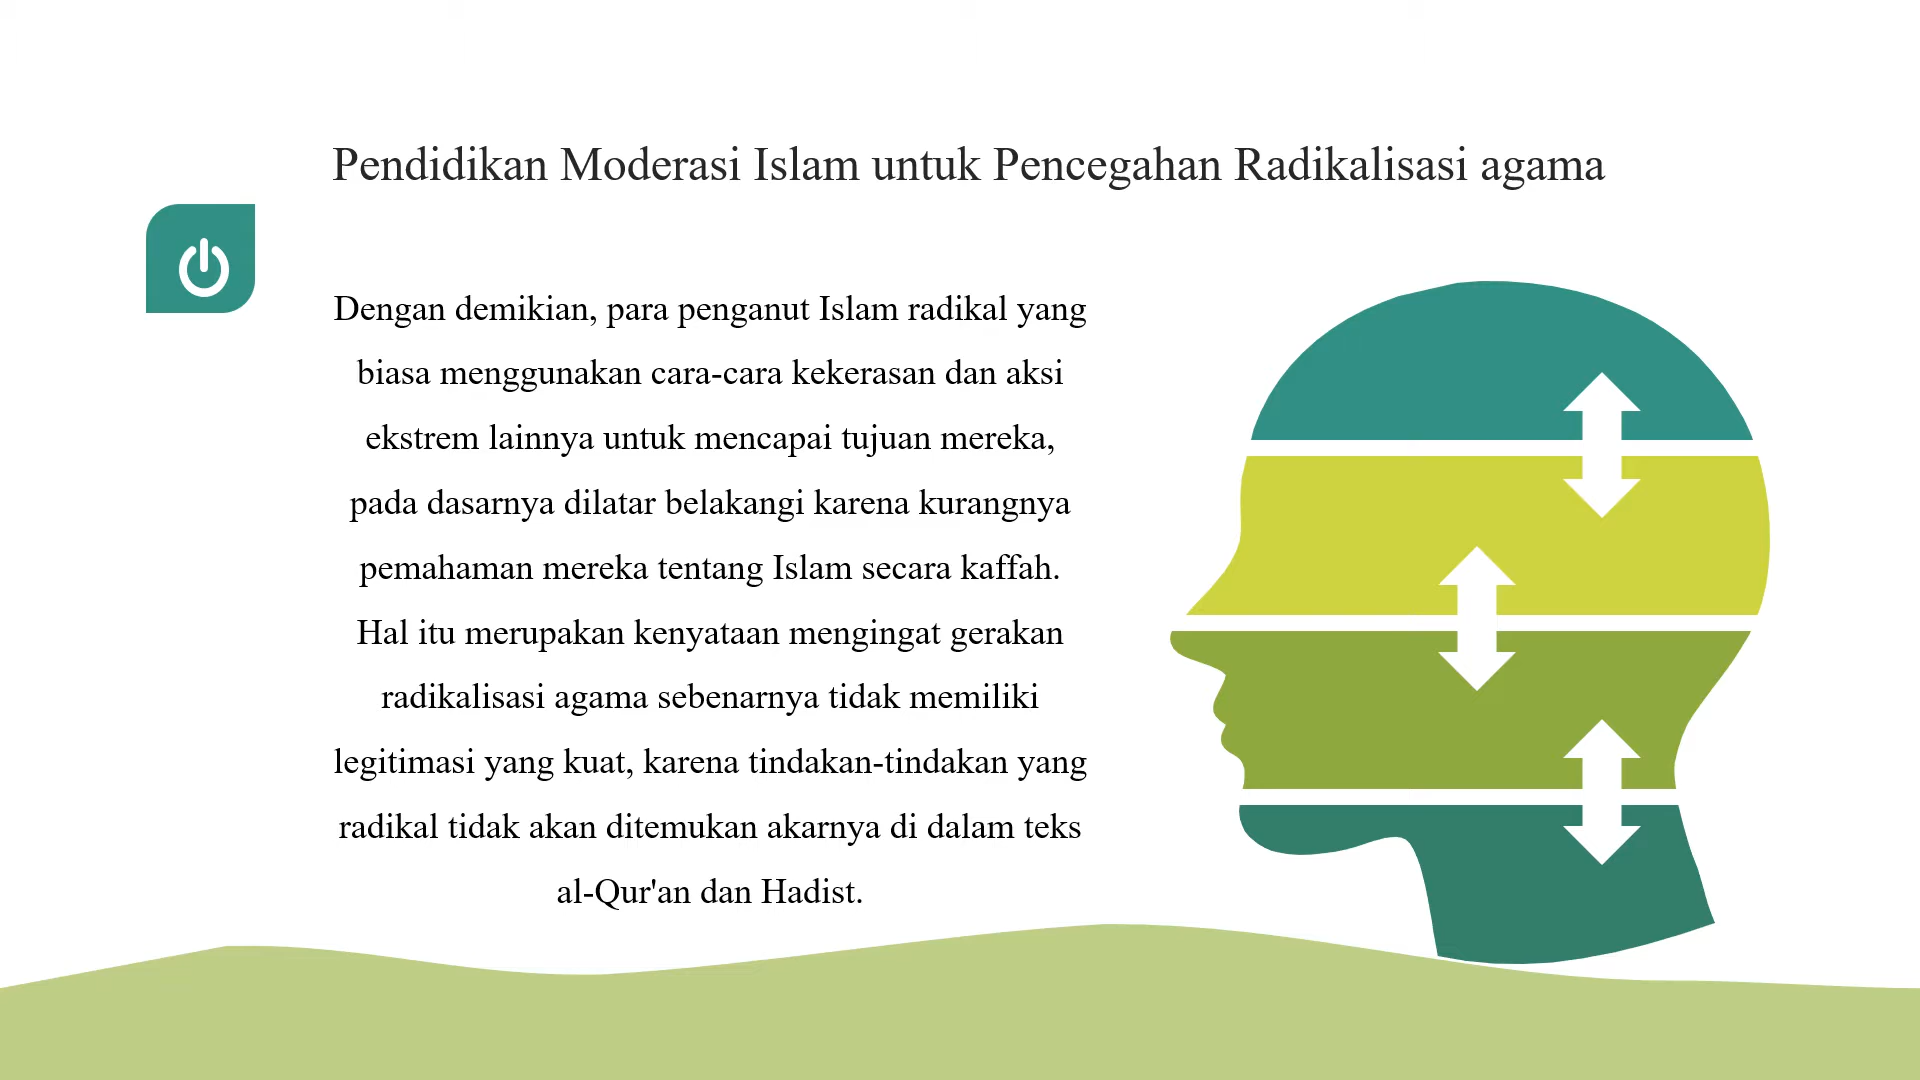 Pendidikan Moderasi Islam untuk Pencegahan Radikalisasi agama
Dengan demikian, para penganut Islam radikal yang
biasa menggunakan cara-cara kekerasan dan aksi
ekstrem lainnya untuk mencapai tujuan mereka,
pada dasarnya dilatar belakangi karena kurangnya
pemahaman mereka tentang Islam secara kaffah.
Hal itu merupakan kenyataan mengingat gerakan
radikalisasi agama sebenarnya tidak memiliki
legitimasi yang kuat, karena tindakan-tindakan yang
radikal tidak akan ditemukan akarnya di dalam teks
al-Qur'an dan Hadist.